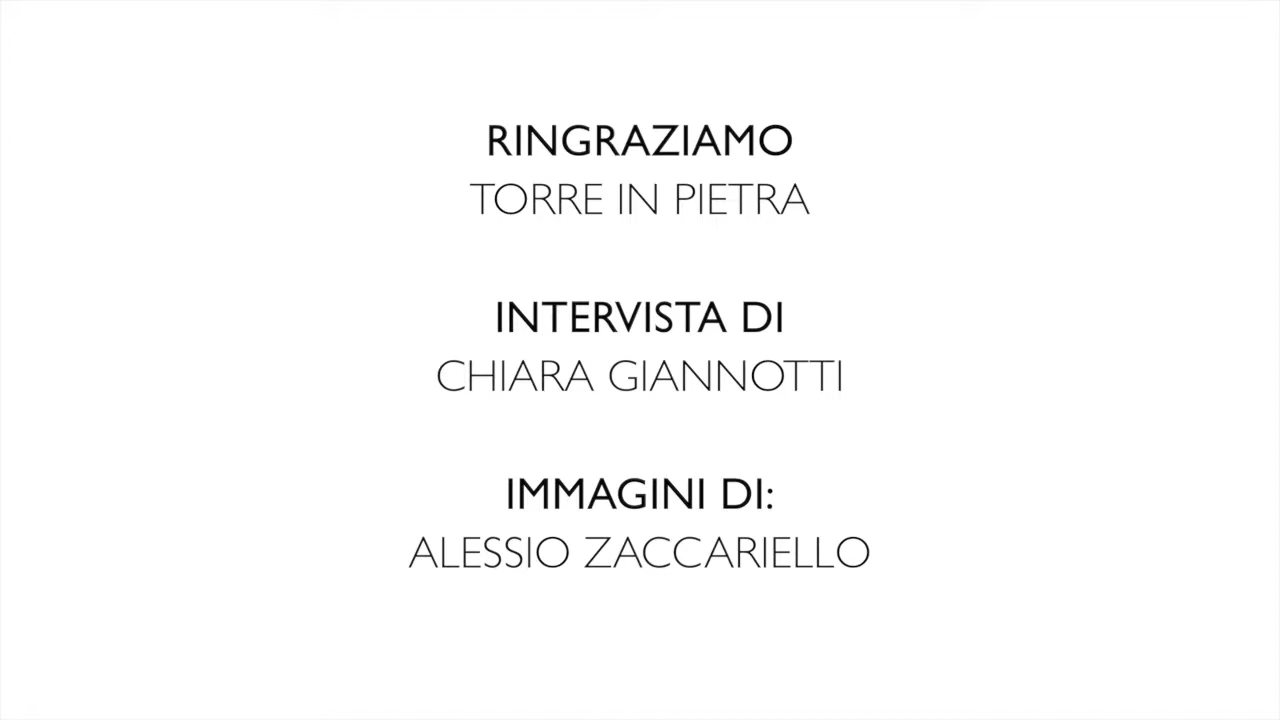 RINGRAZIAMO
TORRE IN PIETRA
INTERVISTA DI
CHIARA GIANNOTTI
IMMAGINI DI:
ALESSIO ZACCARIELLO